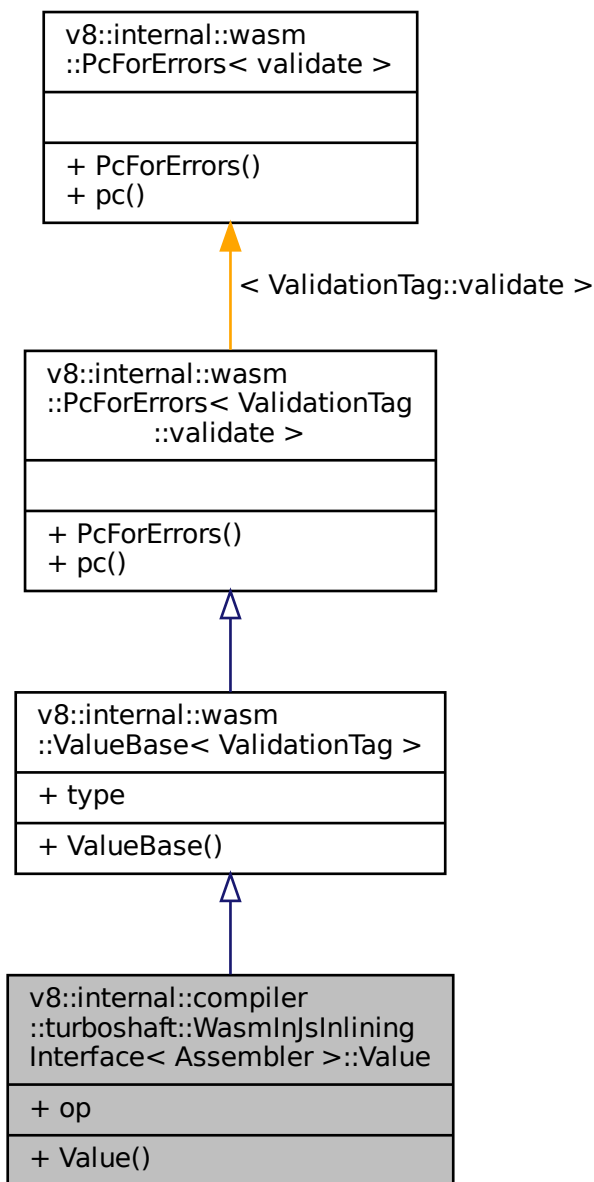 v8::internal::wasm
::PcForErrors< validate >
+ PcForErrors()
+ pc()
< ValidationTag::validate >
v8::internal::wasm
::PcForErrors< ValidationTag
::validate >
+ PcForErrors()
+ pc()
v8::internal::wasm
::ValueBase< ValidationTag >
+ type
+ ValueBase()
v8::internal::compiler
::turboshaft::WasmInJsInlining
Interface< Assembler >::Value
+ op
+ Value()